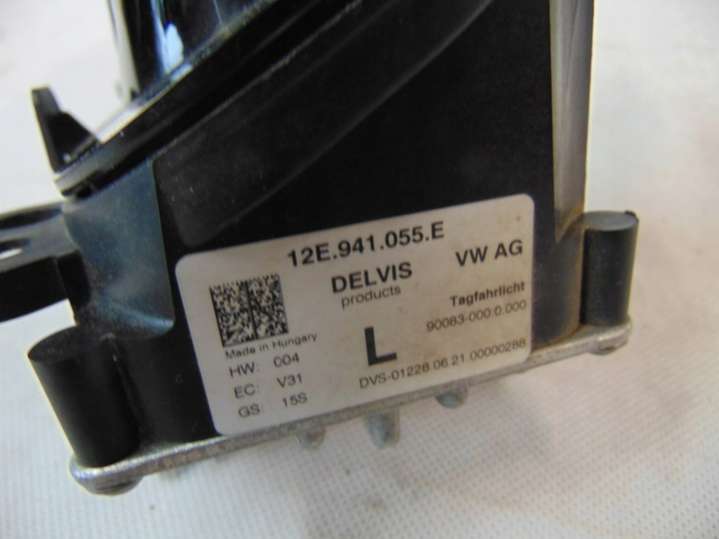 12E.941.055.E
DELVIS
products
VW AG
Made in Hungary
HW: 004
EC: V31
GS: 15S
L
Tagfahrlicht
90083-000.0.000
DVS-01228.06.21.00000288